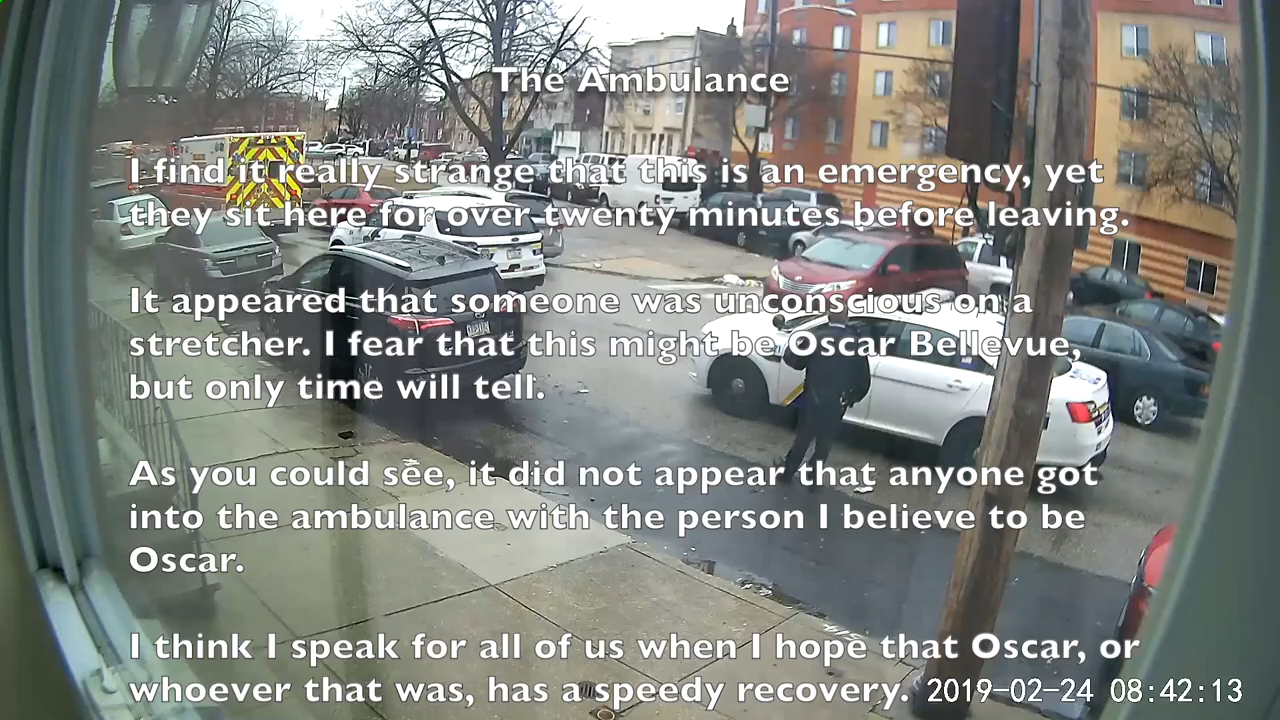 The Ambulance
I find it really strange that this is an emergency, yet
they sit here for over twenty minutes before leaving.
It appeared that someone was unconscious on a
stretcher. I fear that this might be Oscar Bellevue,
but only time will tell.
As you could see, it did not appear that anyone got
into the ambulance with the person I believe to be
Oscar.
I think I speak for all of us when I hope that Oscar, or
whoever that was, has a speedy recovery.
2019-02-24 08:42:13